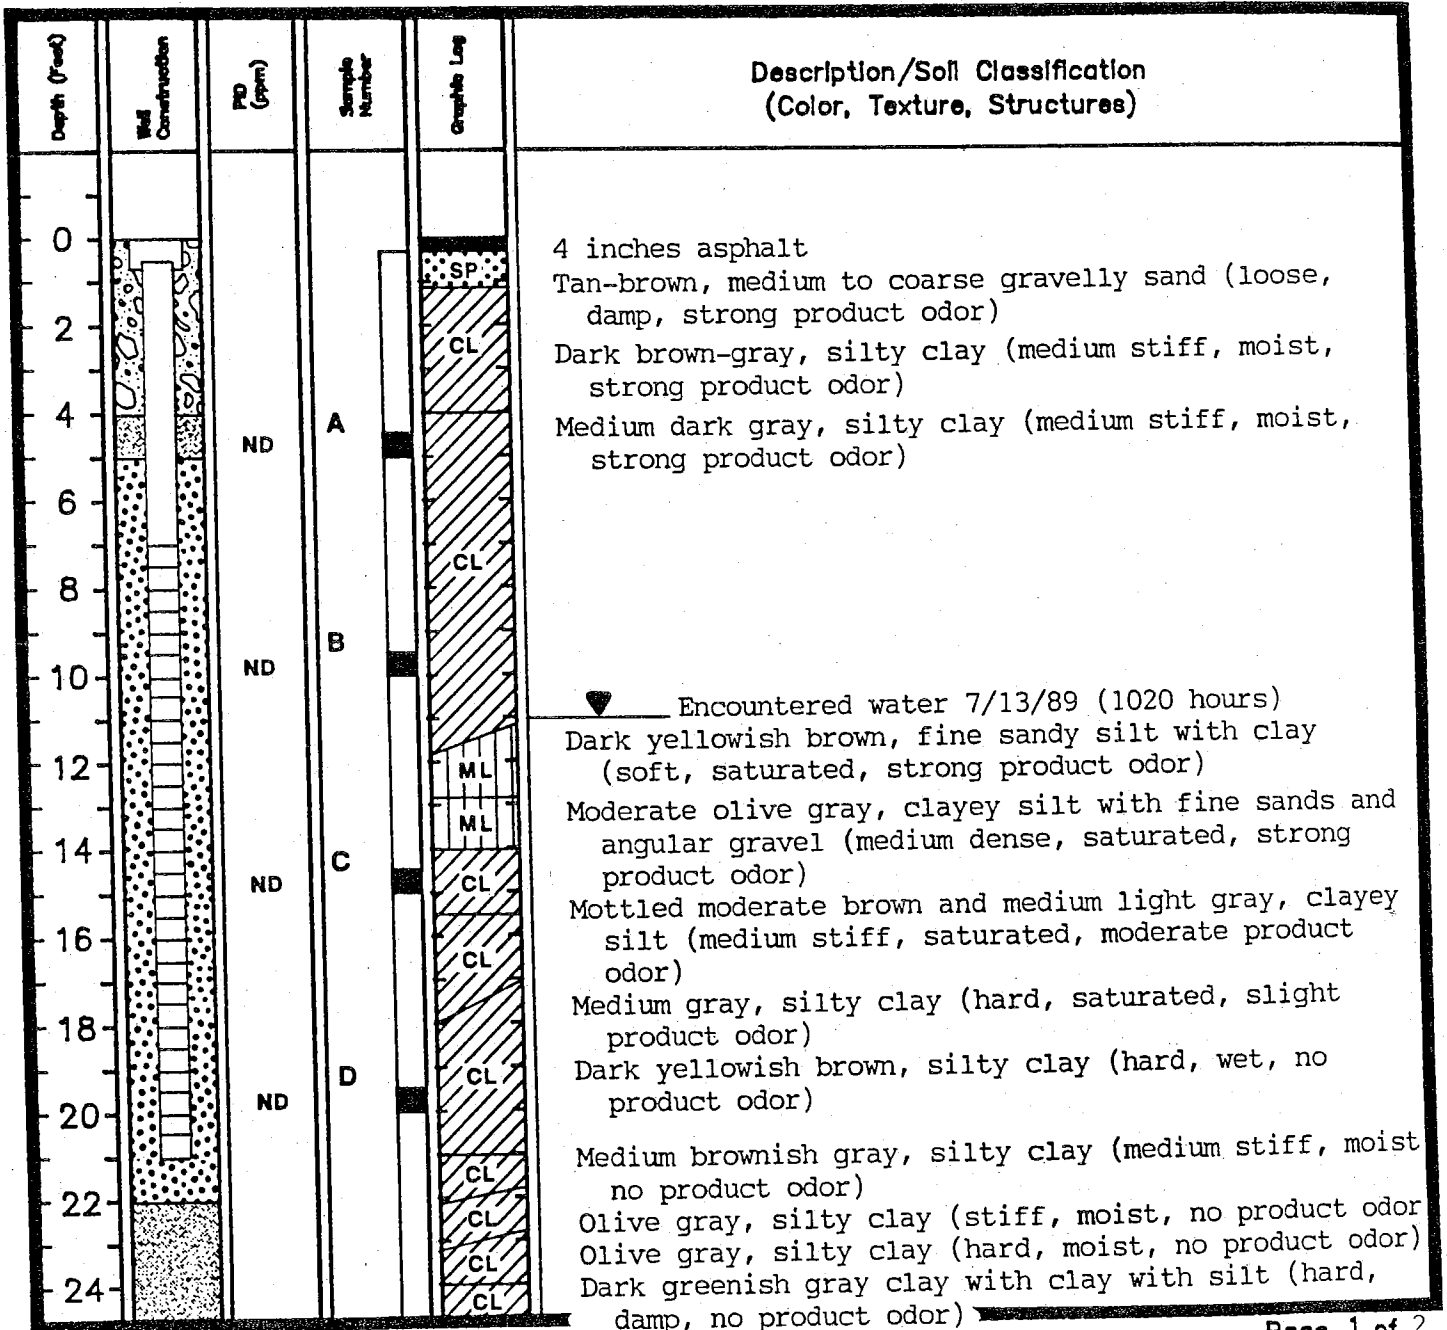 Depth (Feet)
Well Construction
PID (ppm)
Sample Number
Graphic Log
Description/Soil Classification
(Color, Texture, Structures)
0
SP
4 inches asphalt
Tan-brown, medium to coarse gravelly sand (loose,
damp, strong product odor)
2
CL
Dark brown-gray, silty clay (medium stiff, moist,
strong product odor)
4
ND
A
Medium dark gray, silty clay (medium stiff, moist,
strong product odor)
6
CL
8
B
10
ND
Encountered water 7/13/89 (1020 hours)
Dark yellowish brown, fine sandy silt with clay
(soft, saturated, strong product odor)
12
ML
ML
Moderate olive gray, clayey silt with fine sands and
angular gravel (medium dense, saturated, strong
product odor)
14
ND
C
CL
Mottled moderate brown and medium light gray, clayey
silt (medium stiff, saturated, moderate product
odor)
16
CL
Medium gray, silty clay (hard, saturated, slight
product odor)
18
D
CL
Dark yellowish brown, silty clay (hard, wet, no
product odor)
20
ND
Medium brownish gray, silty clay (medium stiff, moist
no product odor)
CL
22
CL
Olive gray, silty clay (stiff, moist, no product odor
Olive gray, silty clay (hard, moist, no product odor)
CL
24
CL
Dark greenish gray clay with clay with silt (hard,
damp, no product odor)
Page 1 of 2